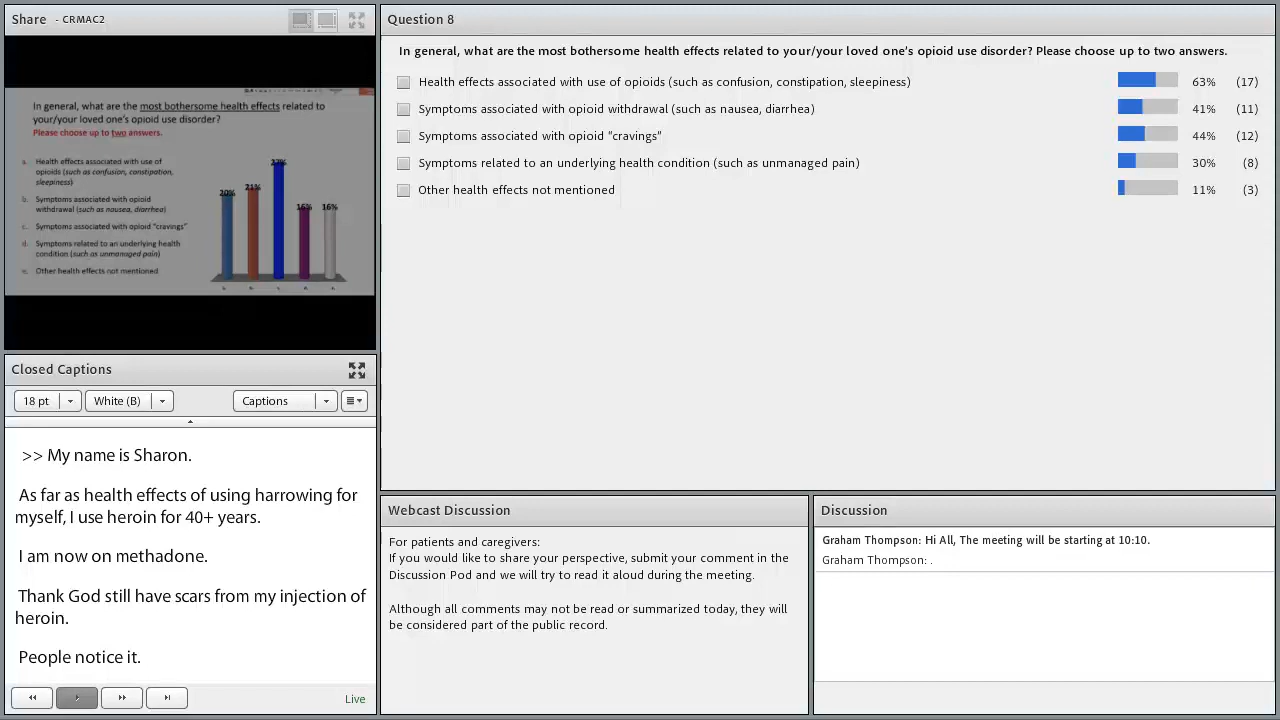 Share - CRMAC2
In general, what are the most bothersome health effects related to
your/your loved one's opioid use disorder?
Please choose up to two answers.
a. Health effects associated with use of
opioids (such as confusion, constipation,
sleepiness)
b. Symptoms associated with opioid
withdrawal (such as nausea, diarrhea)
c. Symptoms associated with opioid "cravings"
d. Symptoms related to an underlying health
condition (such as unmanaged pain)
e. Other health effects not mentioned
20% 21% 27% 16% 16%
Question 8
In general, what are the most bothersome health effects related to your/your loved one's opioid use disorder? Please choose up to two answers.
Health effects associated with use of opioids (such as confusion, constipation, sleepiness) 63% (17)
Symptoms associated with opioid withdrawal (such as nausea, diarrhea) 41% (11)
Symptoms associated with opioid "cravings" 44% (12)
Symptoms related to an underlying health condition (such as unmanaged pain) 30% (8)
Other health effects not mentioned 11% (3)
Closed Captions
18 pt White (B) Captions
>> My name is Sharon.
As far as health effects of using harrowing for
myself, I use heroin for 40+ years.
I am now on methadone.
Thank God still have scars from my injection of
heroin.
People notice it.
Live
Webcast Discussion
For patients and caregivers:
If you would like to share your perspective, submit your comment in the
Discussion Pod and we will try to read it aloud during the meeting.
Although all comments may not be read or summarized today, they will
be considered part of the public record.
Discussion
Graham Thompson: Hi All, The meeting will be starting at 10:10.
Graham Thompson: .